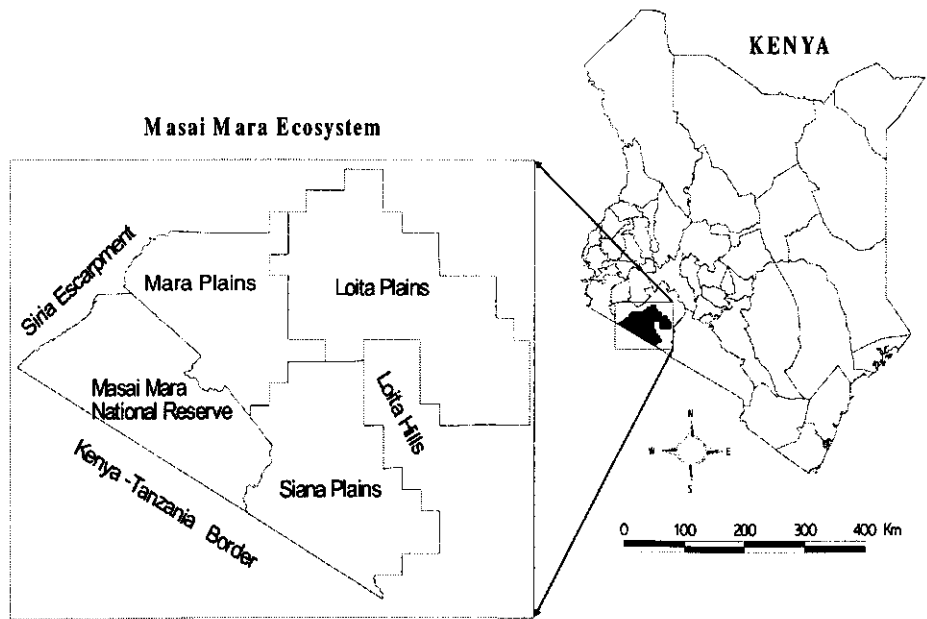 KENYA
Masai Mara Ecosystem
Siria Escarpment
Mara Plains
Loita Plains
Masai Mara
National Reserve
Loita Hills
Siana Plains
Kenya -Tanzania Border
N
W
E
S
0 100 200 300 400 Km